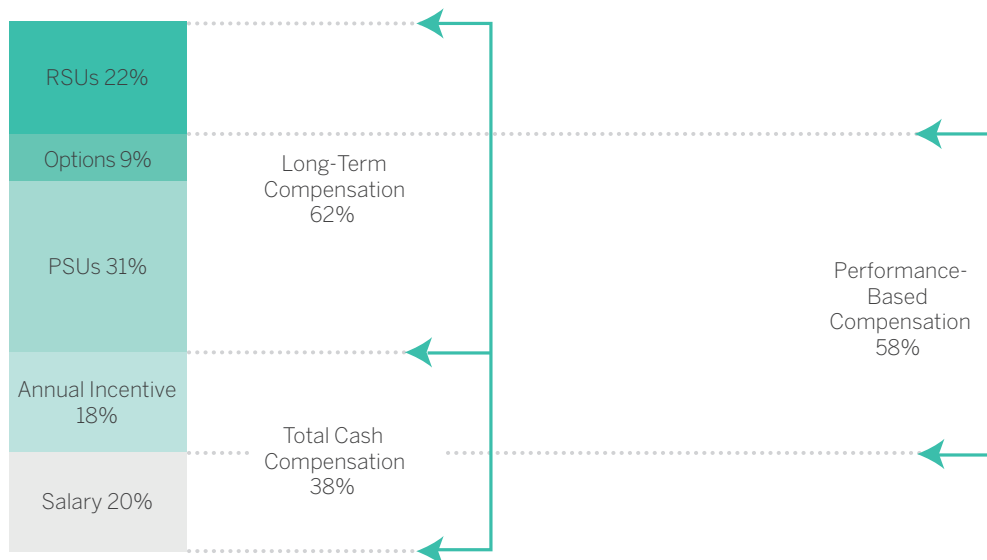 RSUs 22%
Options 9%
PSUs 31%
Annual Incentive
18%
Salary 20%
Long-Term
Compensation
62%
Total Cash
Compensation
38%
Performance-
Based
Compensation
58%